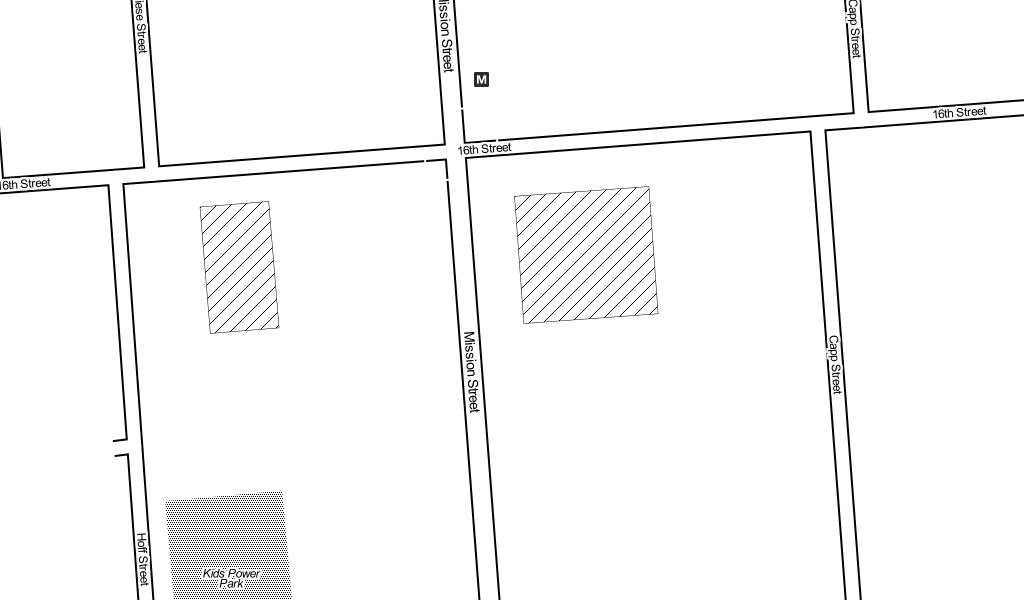 Capp Street
Mission Street
M
16th Street
16th Street
16th Street
Mission Street
Capp Street
Hoff Street
Kids Power
Park